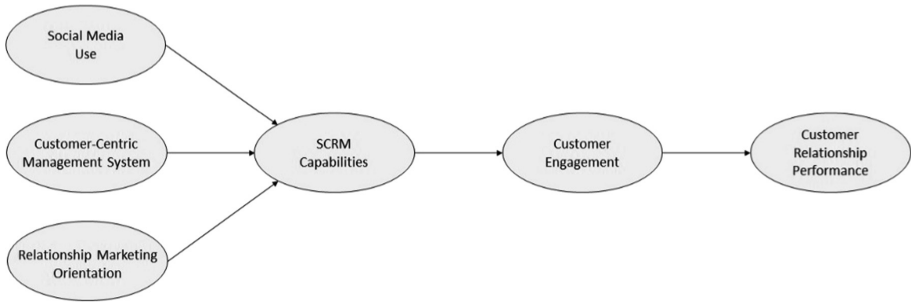 Social Media
Use
Customer-Centric
Management System
Relationship Marketing
Orientation
SCRM
Capabilities
Customer
Engagement
Customer
Relationship
Performance